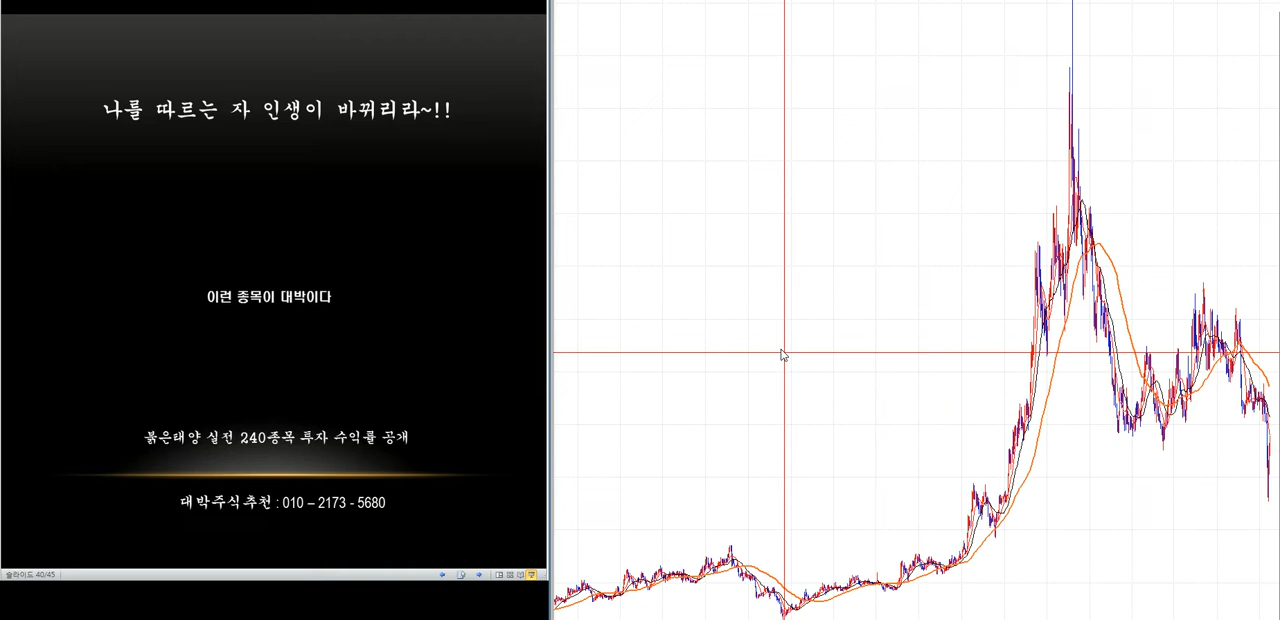 나를 따르는 자 인생이 바뀌리라~!!
이런 종목이 대박이다
붉은태양 실전 240종목 투자 수익률 공개
대박주식추천 : 010 – 2173 - 5680
슬라이드 40/45